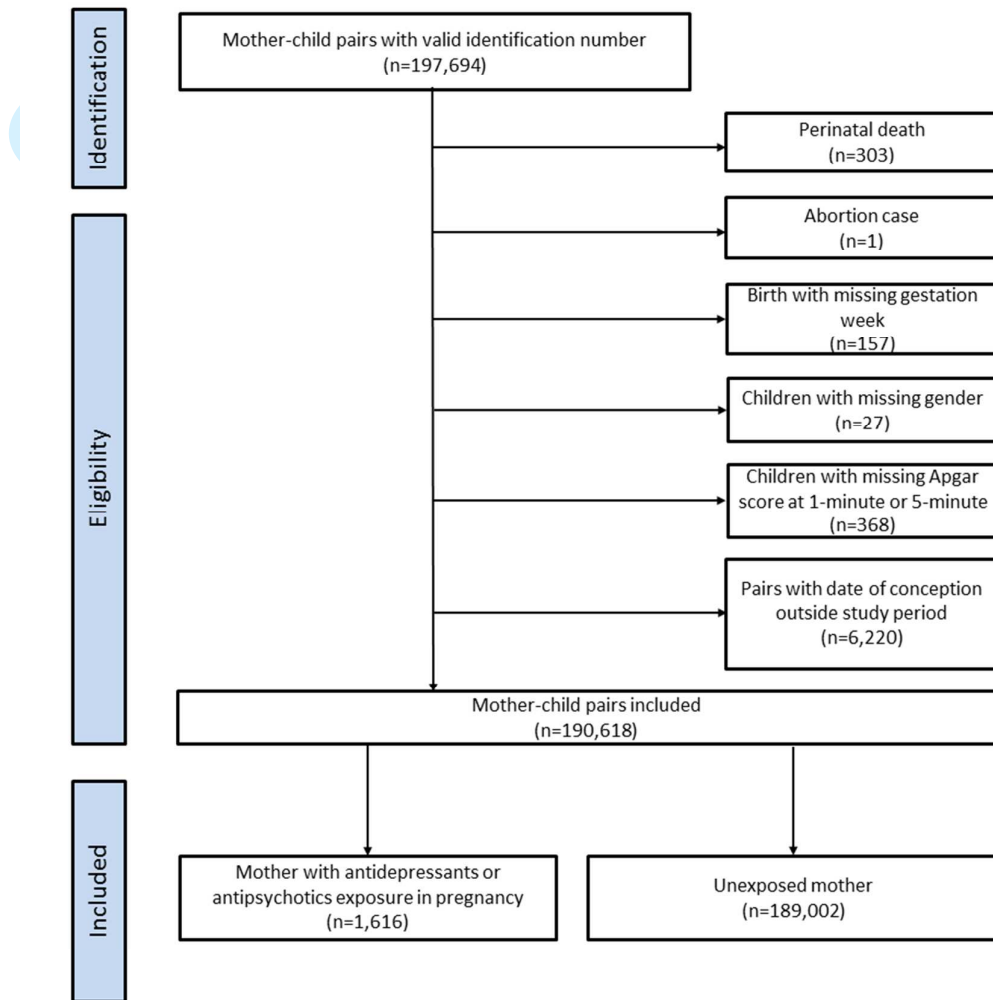 Identification
Mother-child pairs with valid identification number
(n=197,694)
Perinatal death
(n=303)
Eligibility
Abortion case
(n=1)
Birth with missing gestation
week
(n=157)
Children with missing gender
(n=27)
Children with missing Apgar
score at 1-minute or 5-minute
(n=368)
Pairs with date of conception
outside study period
(n=6,220)
Mother-child pairs included
(n=190,618)
Included
Mother with antidepressants or
antipsychotics exposure in pregnancy
(n=1,616)
Unexposed mother
(n=189,002)